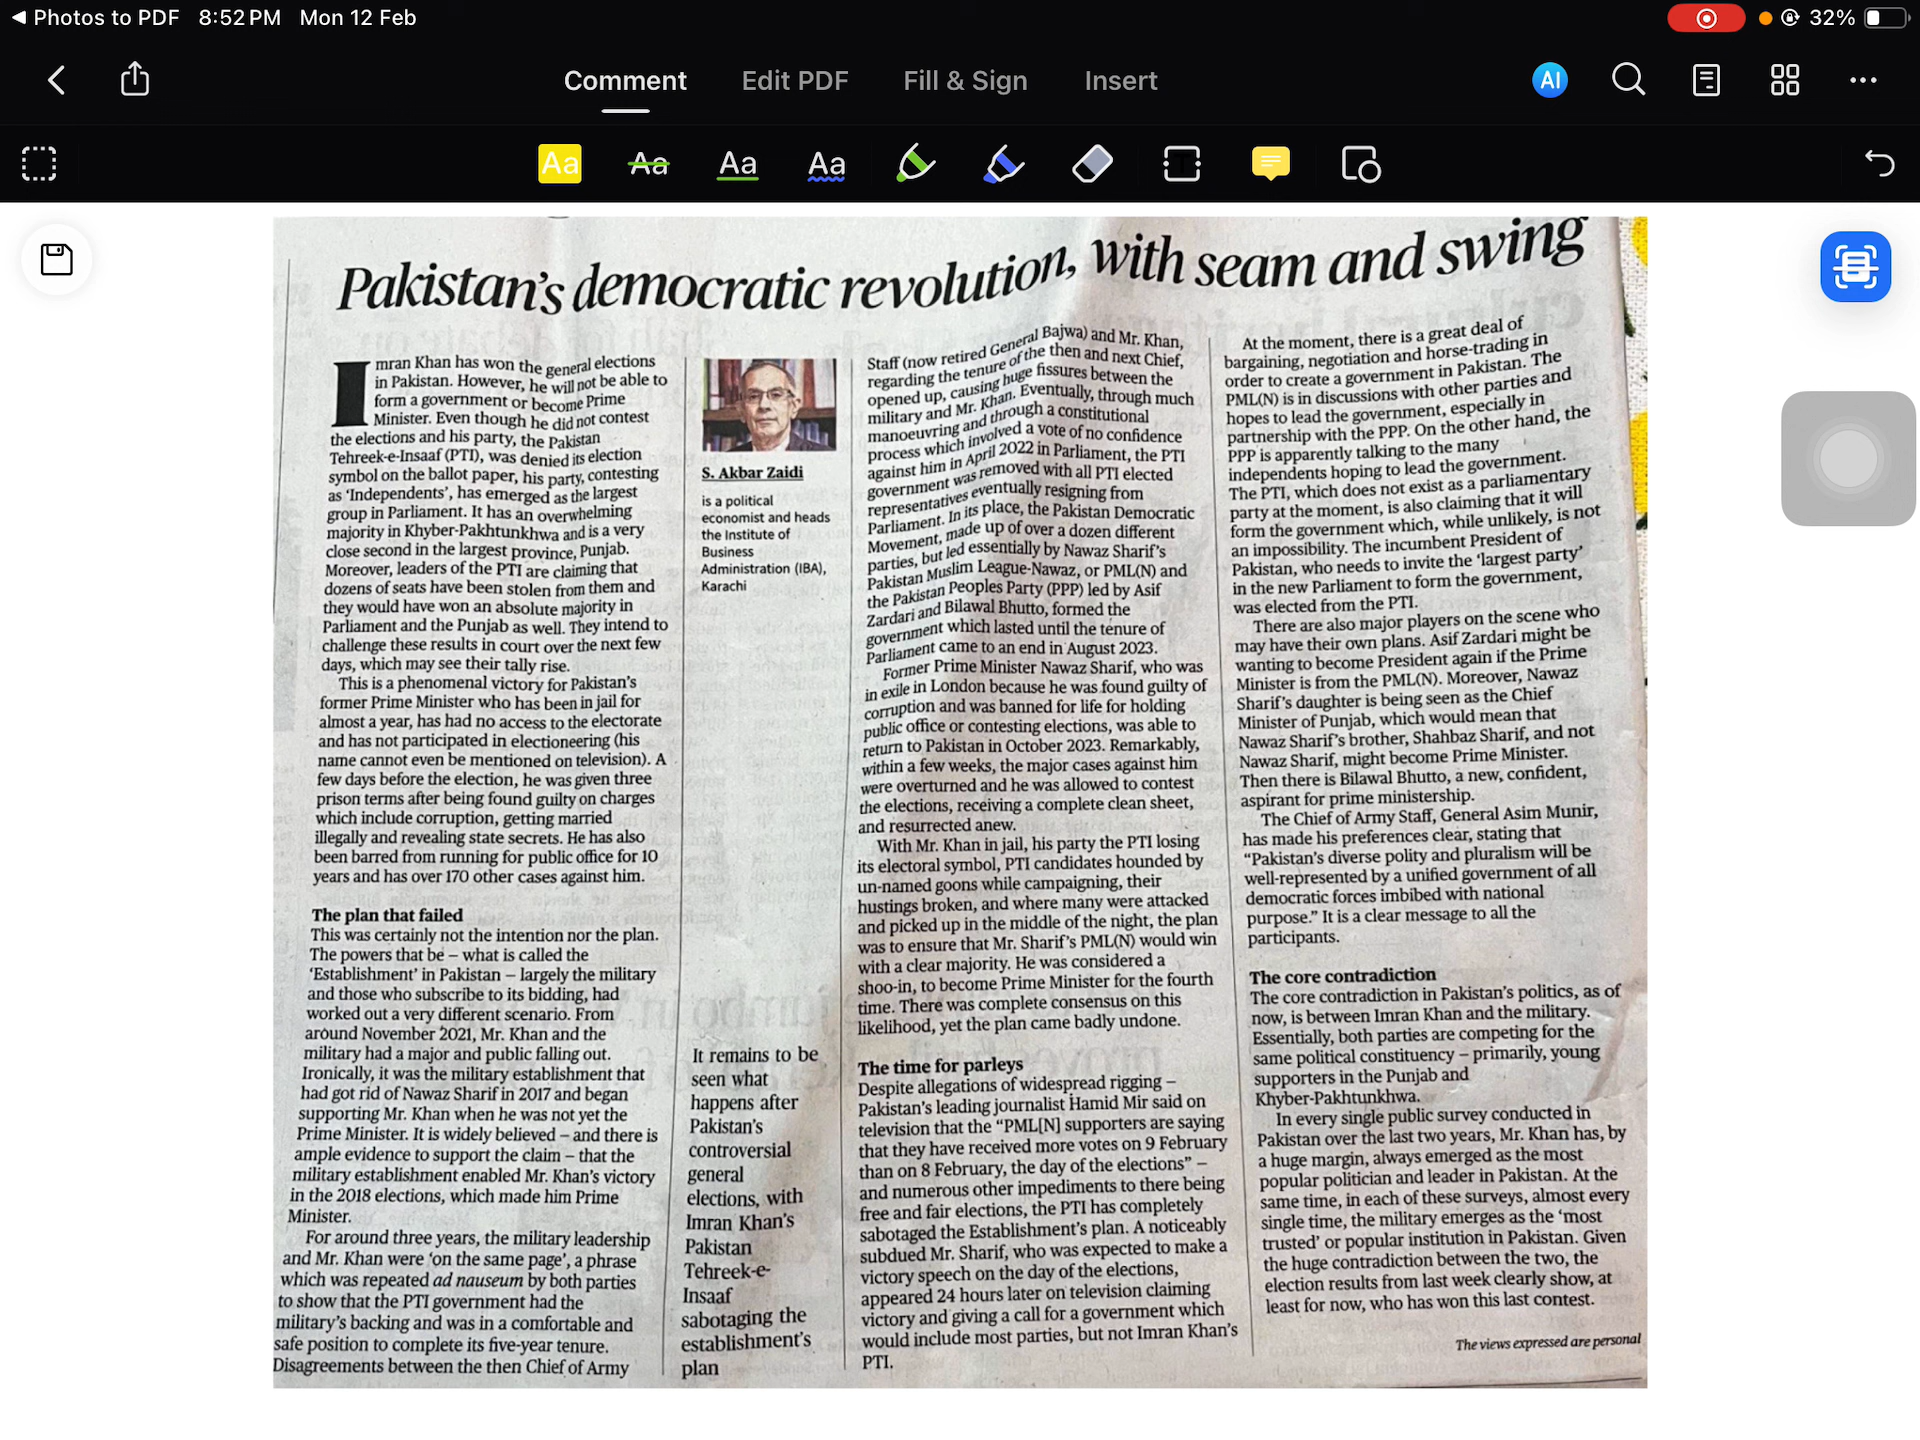 Photos to PDF 8:52 PM Mon 12 Feb
32%
Comment
Edit PDF
Fill & Sign
Insert
AI
Aa
Aa
Aa
Aa
T
Pakistan's democratic revolution, with seam and swing
Imran Khan has won the general elections
in Pakistan. However, he will not be able to
form a government or become Prime
Minister. Even though he did not contest
the elections and his party, the Pakistan
Tehreek-e-Insaaf (PTI), was denied its election
symbol on the ballot paper, his party, contesting
as 'Independents', has emerged as the largest
group in Parliament. It has an overwhelming
majority in Khyber-Pakhtunkhwa and is a very
close second in the largest province, Punjab.
Moreover, leaders of the PTI are claiming that
dozens of seats have been stolen from them and
they would have won an absolute majority in
Parliament and the Punjab as well. They intend to
challenge these results in court over the next few
days, which may see their tally rise.
This is a phenomenal victory for Pakistan's
former Prime Minister who has been in jail for
almost a year, has had no access to the electorate
and has not participated in electioneering (his
name cannot even be mentioned on television). A
few days before the election, he was given three
prison terms after being found guilty on charges
which include corruption, getting married
illegally and revealing state secrets. He has also
been barred from running for public office for 10
years and has over 170 other cases against him.
The plan that failed
This was certainly not the intention nor the plan.
The powers that be – what is called the
'Establishment' in Pakistan – largely the military
and those who subscribe to its bidding, had
worked out a very different scenario. From
around November 2021, Mr. Khan and the
military had a major and public falling out.
Ironically, it was the military establishment that
had got rid of Nawaz Sharif in 2017 and began
supporting Mr. Khan when he was not yet the
Prime Minister. It is widely believed – and there is
ample evidence to support the claim – that the
military establishment enabled Mr. Khan's victory
in the 2018 elections, which made him Prime
Minister.
For around three years, the military leadership
and Mr. Khan were 'on the same page', a phrase
which was repeated ad nauseum by both parties
to show that the PTI government had the
military's backing and was in a comfortable and
safe position to complete its five-year tenure.
Disagreements between the then Chief of Army
S. Akbar Zaidi
is a political
economist and heads
the Institute of
Business
Administration (IBA),
Karachi
It remains to be
seen what
happens after
Pakistan's
controversial
general
elections, with
Imran Khan's
Pakistan
Tehreek-e-
Insaaf
sabotaging the
establishment's
plan
Staff (now retired General Bajwa) and Mr. Khan,
regarding the tenure of the then and next Chief,
opened up, causing huge fissures between the
military and Mr. Khan. Eventually, through much
manoeuvring and through a constitutional
process which involved a vote of no confidence
against him in April 2022 in Parliament, the PTI
government was removed with all PTI elected
representatives eventually resigning from
Parliament. In its place, the Pakistan Democratic
Movement, made up of over a dozen different
parties, but led essentially by Nawaz Sharif's
Pakistan Muslim League-Nawaz, or PML(N) and
the Pakistan Peoples Party (PPP) led by Asif
Zardari and Bilawal Bhutto, formed the
government which lasted until the tenure of
Parliament came to an end in August 2023.
Former Prime Minister Nawaz Sharif, who was
in exile in London because he was found guilty of
corruption and was banned for life for holding
public office or contesting elections, was able to
return to Pakistan in October 2023. Remarkably,
within a few weeks, the major cases against him
were overturned and he was allowed to contest
the elections, receiving a complete clean sheet,
and resurrected anew.
With Mr. Khan in jail, his party the PTI losing
its electoral symbol, PTI candidates hounded by
un-named goons while campaigning, their
hustings broken, and where many were attacked
and picked up in the middle of the night, the plan
was to ensure that Mr. Sharif's PML(N) would win
with a clear majority. He was considered a
shoo-in, to become Prime Minister for the fourth
time. There was complete consensus on this
likelihood, yet the plan came badly undone.
The time for parleys
Despite allegations of widespread rigging –
Pakistan's leading journalist Hamid Mir said on
television that the "PML[N] supporters are saying
that they have received more votes on 9 February
than on 8 February, the day of the elections" –
and numerous other impediments to there being
free and fair elections, the PTI has completely
sabotaged the Establishment's plan. A noticeably
subdued Mr. Sharif, who was expected to make a
victory speech on the day of the elections,
appeared 24 hours later on television claiming
victory and giving a call for a government which
would include most parties, but not Imran Khan's
PTI.
At the moment, there is a great deal of
bargaining, negotiation and horse-trading in
order to create a government in Pakistan. The
PML(N) is in discussions with other parties and
hopes to lead the government, especially in
partnership with the PPP. On the other hand, the
PPP is apparently talking to the many
independents hoping to lead the government.
The PTI, which does not exist as a parliamentary
party at the moment, is also claiming that it will
form the government which, while unlikely, is not
an impossibility. The incumbent President of
Pakistan, who needs to invite the 'largest party'
in the new Parliament to form the government,
was elected from the PTI.
There are also major players on the scene who
may have their own plans. Asif Zardari might be
wanting to become President again if the Prime
Minister is from the PML(N). Moreover, Nawaz
Sharif's daughter is being seen as the Chief
Minister of Punjab, which would mean that
Nawaz Sharif's brother, Shahbaz Sharif, and not
Nawaz Sharif, might become Prime Minister.
Then there is Bilawal Bhutto, a new, confident,
aspirant for prime ministership.
The Chief of Army Staff, General Asim Munir,
has made his preferences clear, stating that
"Pakistan's diverse polity and pluralism will be
well-represented by a unified government of all
democratic forces imbibed with national
purpose." It is a clear message to all the
participants.
The core contradiction
The core contradiction in Pakistan's politics, as of
now, is between Imran Khan and the military.
Essentially, both parties are competing for the
same political constituency – primarily, young
supporters in the Punjab and
Khyber-Pakhtunkhwa.
In every single public survey conducted in
Pakistan over the last two years, Mr. Khan has, by
a huge margin, always emerged as the most
popular politician and leader in Pakistan. At the
same time, in each of these surveys, almost every
single time, the military emerges as the 'most
trusted' or popular institution in Pakistan. Given
the huge contradiction between the two, the
election results from last week clearly show, at
least for now, who has won this last contest.
The views expressed are personal